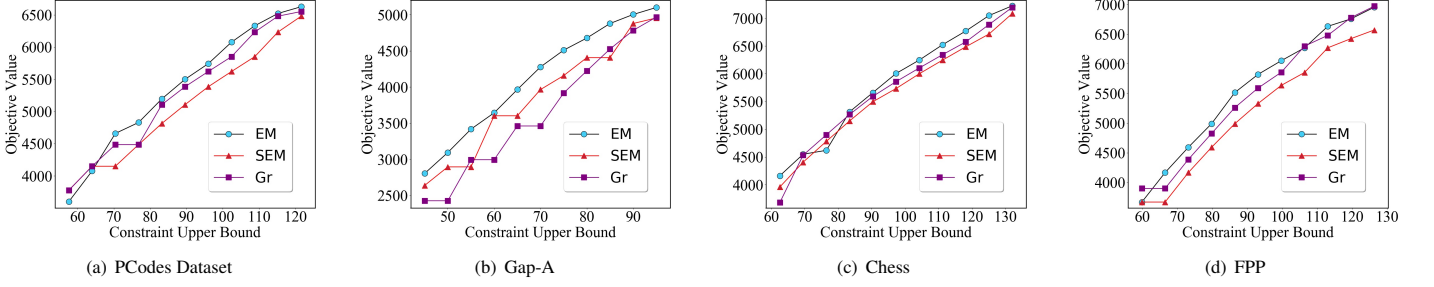 Objective Value
6500
6000
5500
5000
4500
4000
60 70 80 90 100 110 120
Constraint Upper Bound
EM
SEM
Gr
(a) PCodes Dataset
Objective Value
5000
4500
4000
3500
3000
2500
50 60 70 80 90
Constraint Upper Bound
EM
SEM
Gr
(b) Gap-A
Objective Value
7000
6500
6000
5500
5000
4500
4000
60 70 80 90 100 110 120 130
Constraint Upper Bound
EM
SEM
Gr
(c) Chess
Objective Value
7000
6500
6000
5500
5000
4500
4000
60 70 80 90 100 110 120 130
Constraint Upper Bound
EM
SEM
Gr
(d) FPP